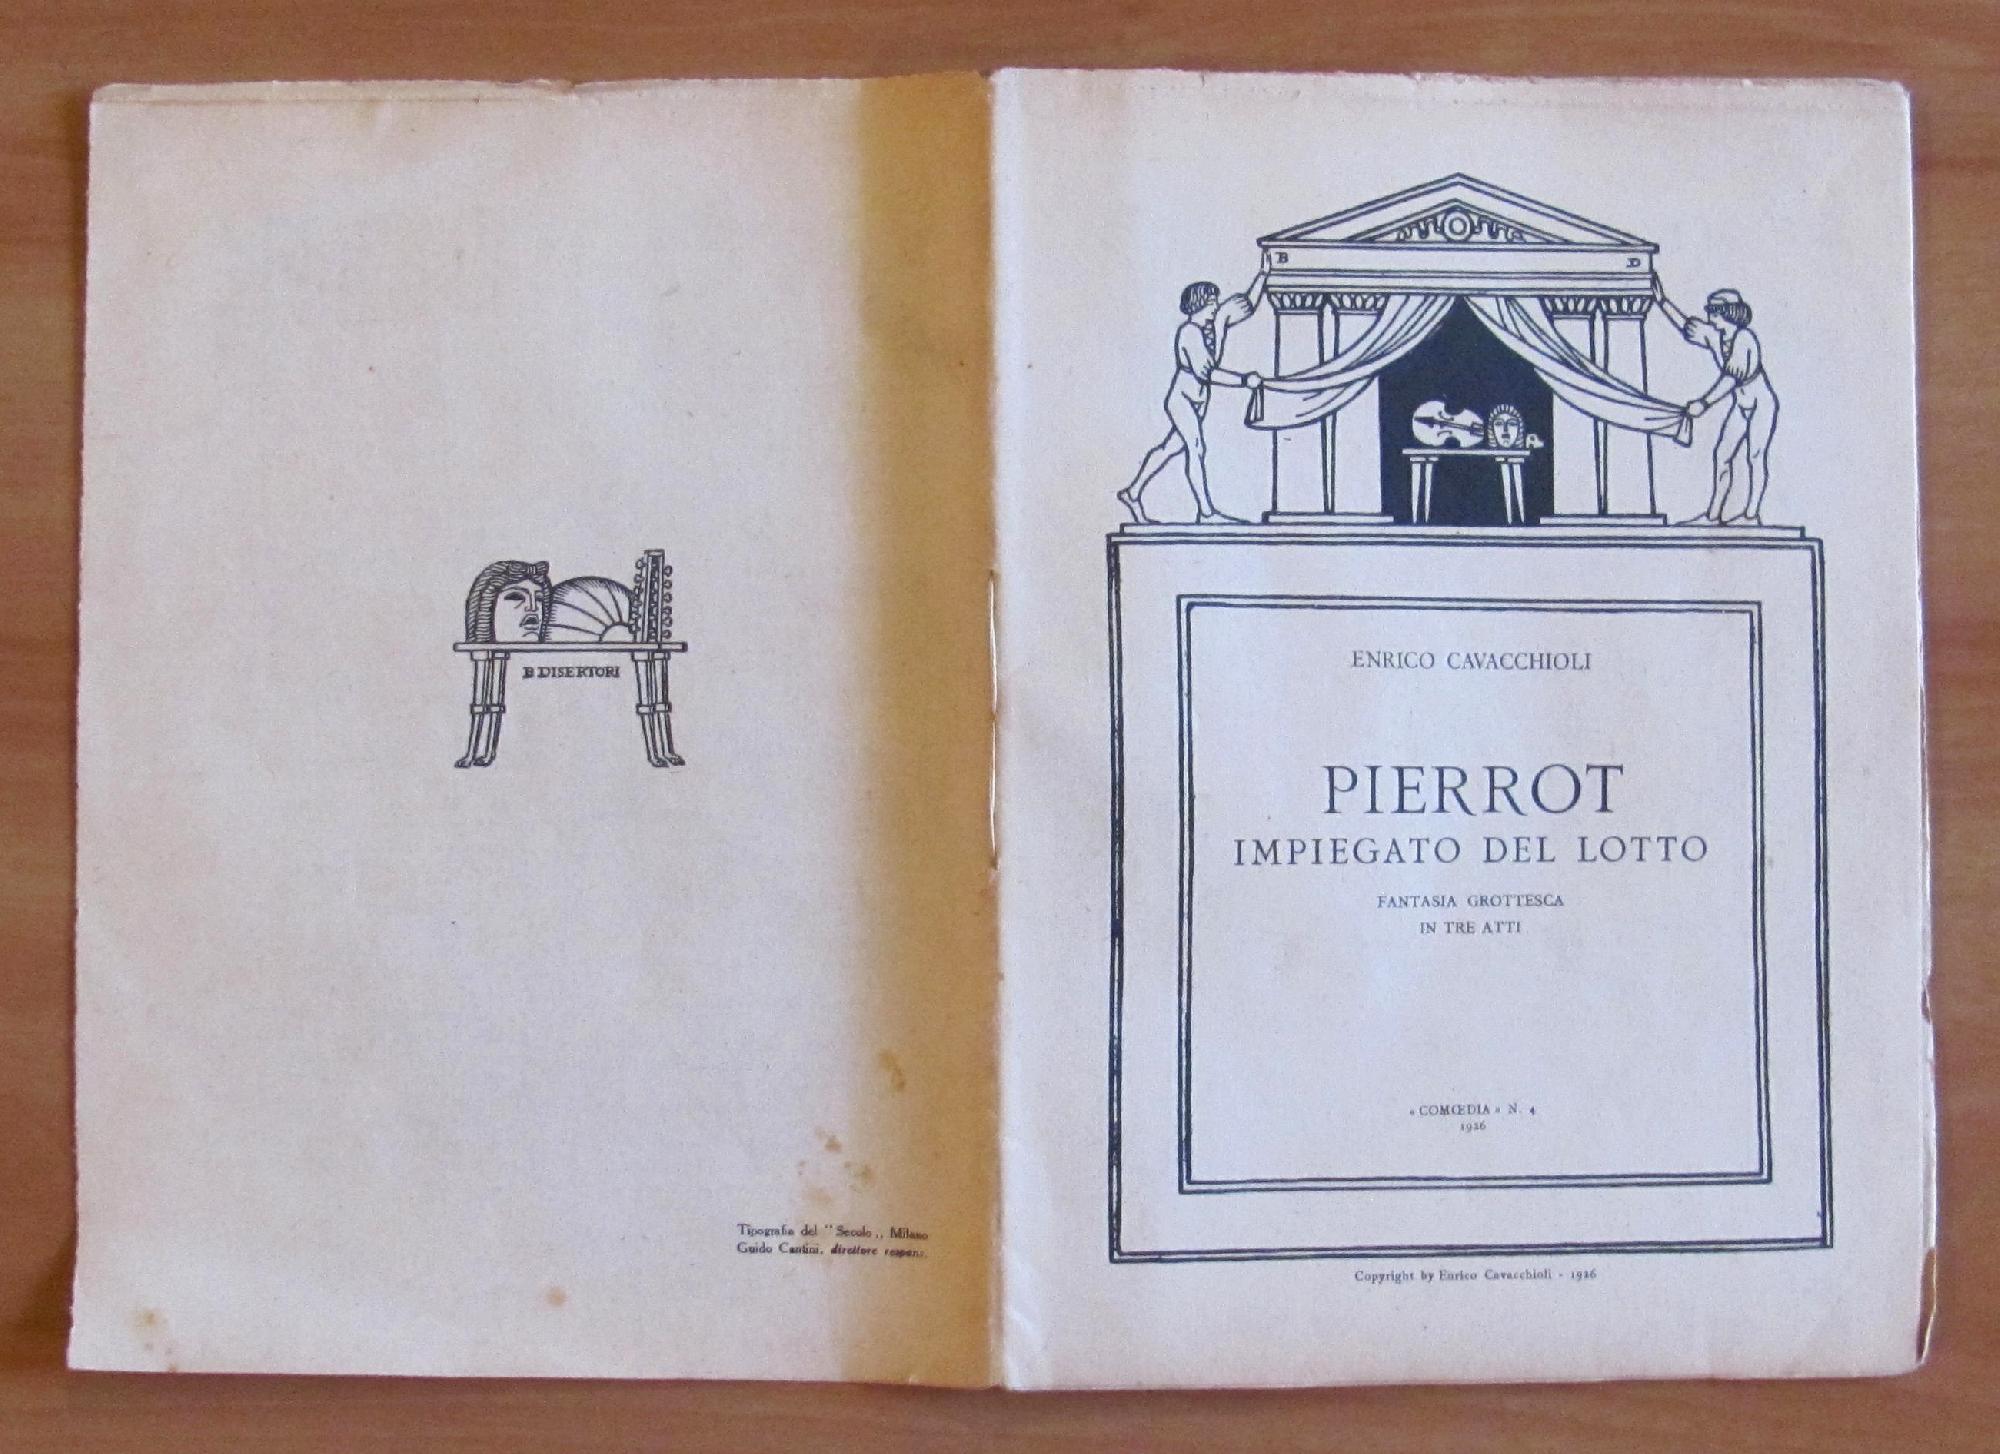 B DISERTORI
Tipografia del "Secolo,, Milano
Guido Cantini, direttore respons.
B D
ENRICO CAVACCHIOLI
PIERROT
IMPIEGATO DEL LOTTO
FANTASIA GROTTESCA
IN TRE ATTI
« COMŒDIA » N. 4
1926
Copyright by Enrico Cavacchioli - 1926